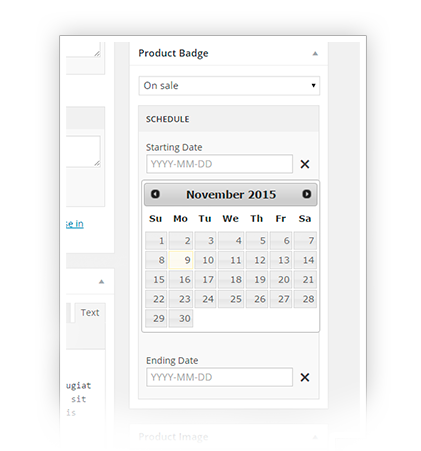 Product Badge
On sale
SCHEDULE
Starting Date
YYYY-MM-DD
November 2015
Su Mo Tu We Th Fr Sa
1 2 3 4 5 6 7
8 9 10 11 12 13 14
15 16 17 18 19 20 21
22 23 24 25 26 27 28
29 30
Ending Date
YYYY-MM-DD
Product Image
se in
Text
ugiat
sit
is